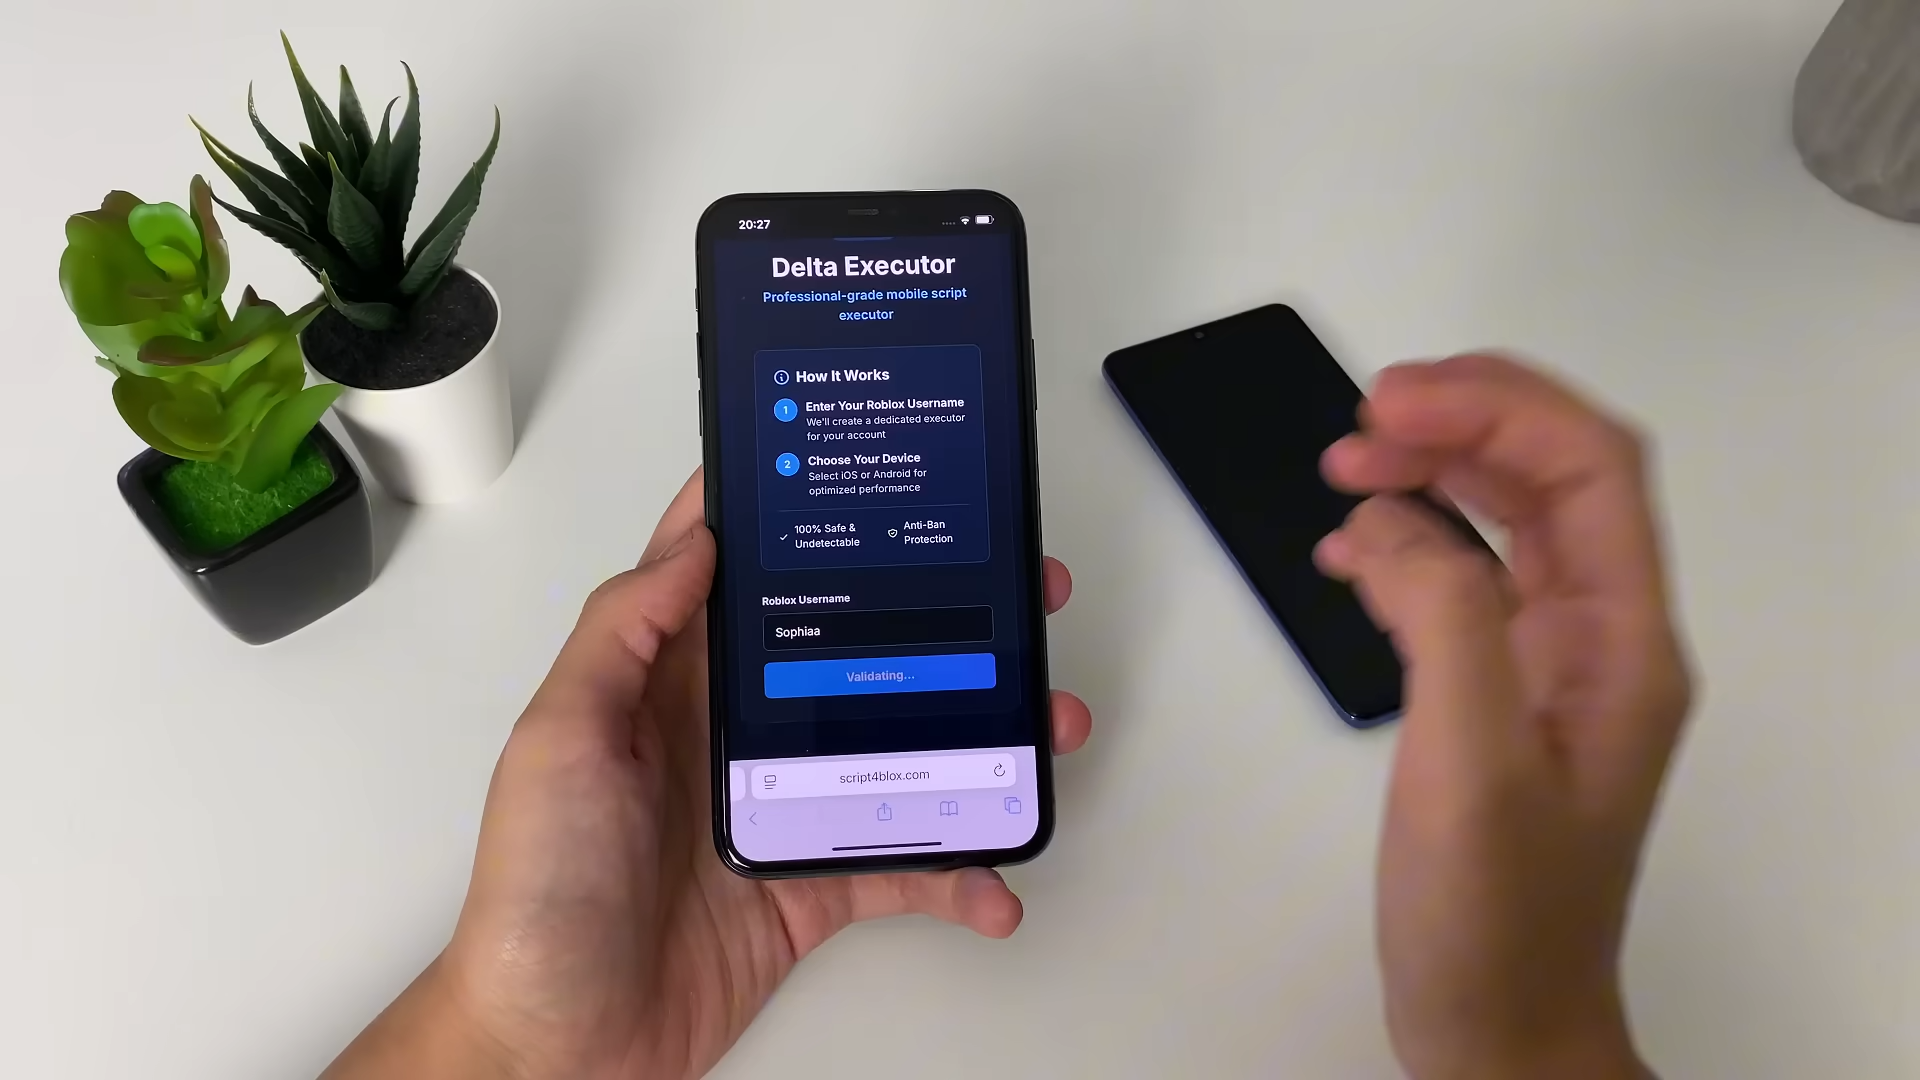 20:27
Delta Executor
Professional-grade mobile script
executor
How It Works
1
Enter Your Roblox Username
We'll create a dedicated executor
for your account
2
Choose Your Device
Select iOS or Android for
optimized performance
100% Safe &
Undetectable
Anti-Ban
Protection
Roblox Username
Sophiaa
Validating...
script4blox.com